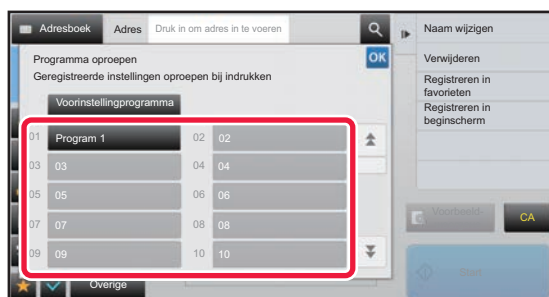 Adresboek Adres Druk in om adres in te voeren
Naam wijzigen
Programma oproepen OK
Verwijderen
Geregistreerde instellingen oproepen bij indrukken
Registreren in
favorieten
Voorinstellingprogramma
Registreren in
beginscherm
01 Program 1 02 02
03 03 04 04
05 05 06 06
07 07 08 08
Voorbeeld- CA
09 09 10 10
Start
Overige